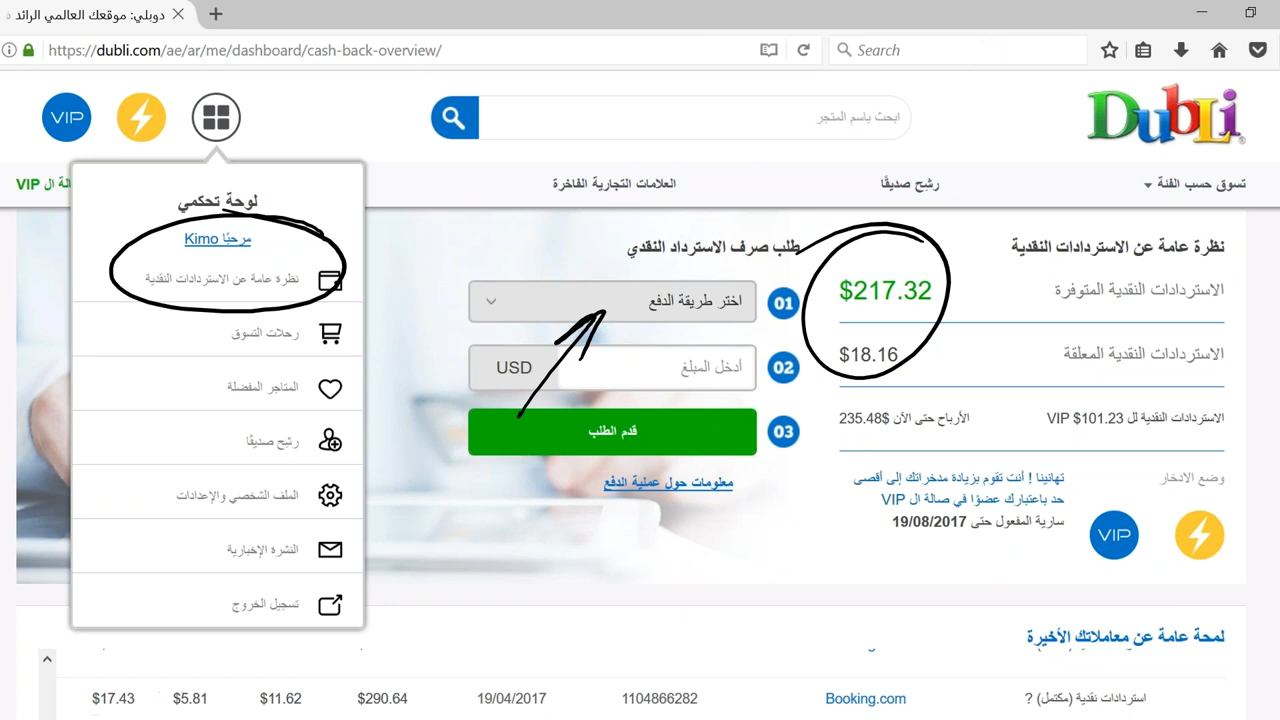 دوبلي: موقعك العالمي الرائد
https://dubli.com/ae/ar/me/dashboard/cash-back-overview/
Search
VIP
ابحث باسم المتجر
DubLi
تسوق حسب الفئة
رشِح صديقًا
العلامات التجارية الفاخرة
لة ال VIP
لوحة تحكمي
مرحبًا Kimo
نظرة عامة عن الاستردادات النقدية
رحلات التسوق
المتاجر المفضلة
رشِح صديقًا
الملف الشخصي والإعدادات
النشرة الإخبارية
تسجيل الخروج
طلب صرف الاسترداد النقدي
01
اختر طريقة الدفع
02
أدخل المبلغ
USD
03
قدم الطلب
معلومات حول عملية الدفع
نظرة عامة عن الاستردادات النقدية
الاستردادات النقدية المتوفرة
$217.32
الاستردادات النقدية المعلقة
$18.16
الاستردادات النقدية لل VIP $101.23
الأرباح حتى الآن $235.48
وضع الادخار
تهانينا ! أنت تقوم بزيادة مدخراتك إلى أقصى
حد باعتبارك عضوًا في صالة ال VIP
سارية المفعول حتى 19/08/2017
VIP
لمحة عامة عن معاملاتك الأخيرة
استردادات نقدية (مكتمل) ?
Booking.com
1104866282
19/04/2017
$290.64
$11.62
$5.81
$17.43